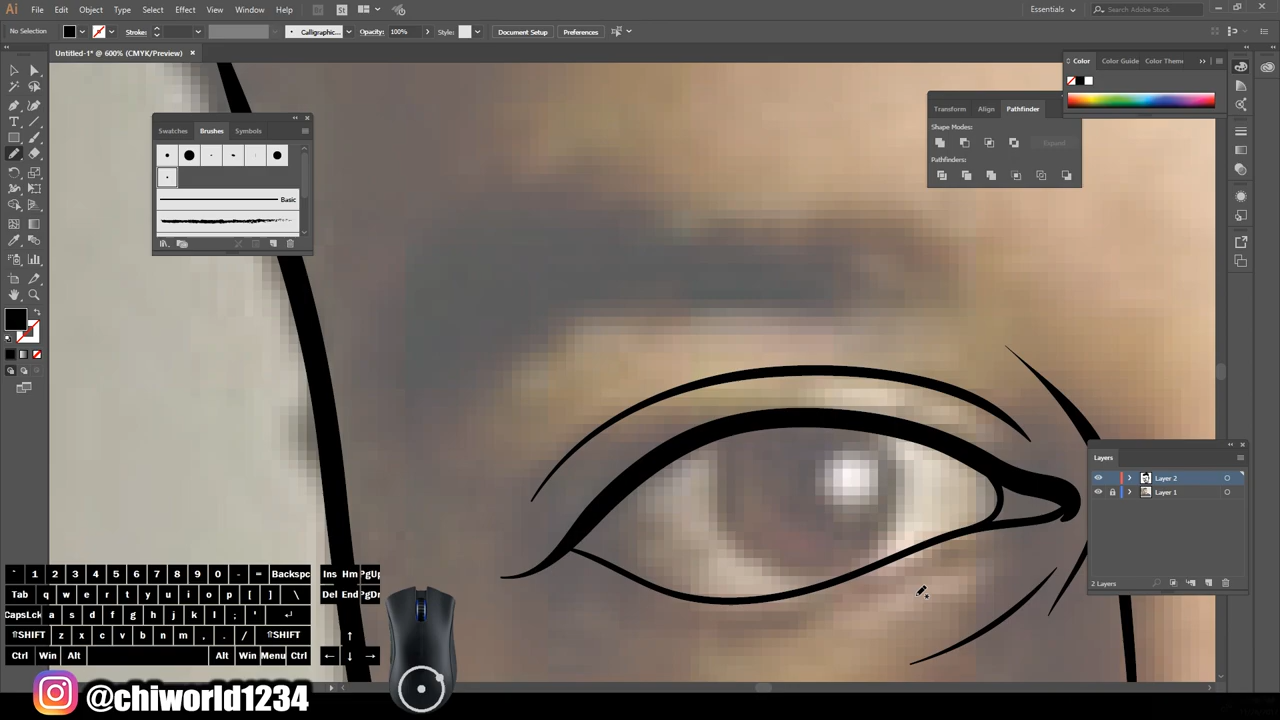 Ai File Edit Object Type Select Effect View Window Help Br St Essentials Search Adobe Stock
No Selection Stroke: Calligraphic... Opacity: 100% Style: Document Setup Preferences
Untitled-1* @ 600% (CMYK/Preview) ×
Color Color Guide Color Them
Swatches Brushes Symbols
Basic
Transform Align Pathfinder
Shape Modes:
Expand
Pathfinders:
Layers
Layer 2
Layer 1
2 Layers
` 1 2 3 4 5 6 7 8 9 0 - = Backspc Ins Hm PgUp
Tab q w e r t y u i o p [ ] \ Del End PgDn
CapsLck a s d f g h j k l ; '
⇧SHIFT z x c v b n m , . / ⇧SHIFT ↑
Ctrl Win Alt Alt Win Menu Ctrl ← ↓ →
@chiworld1234